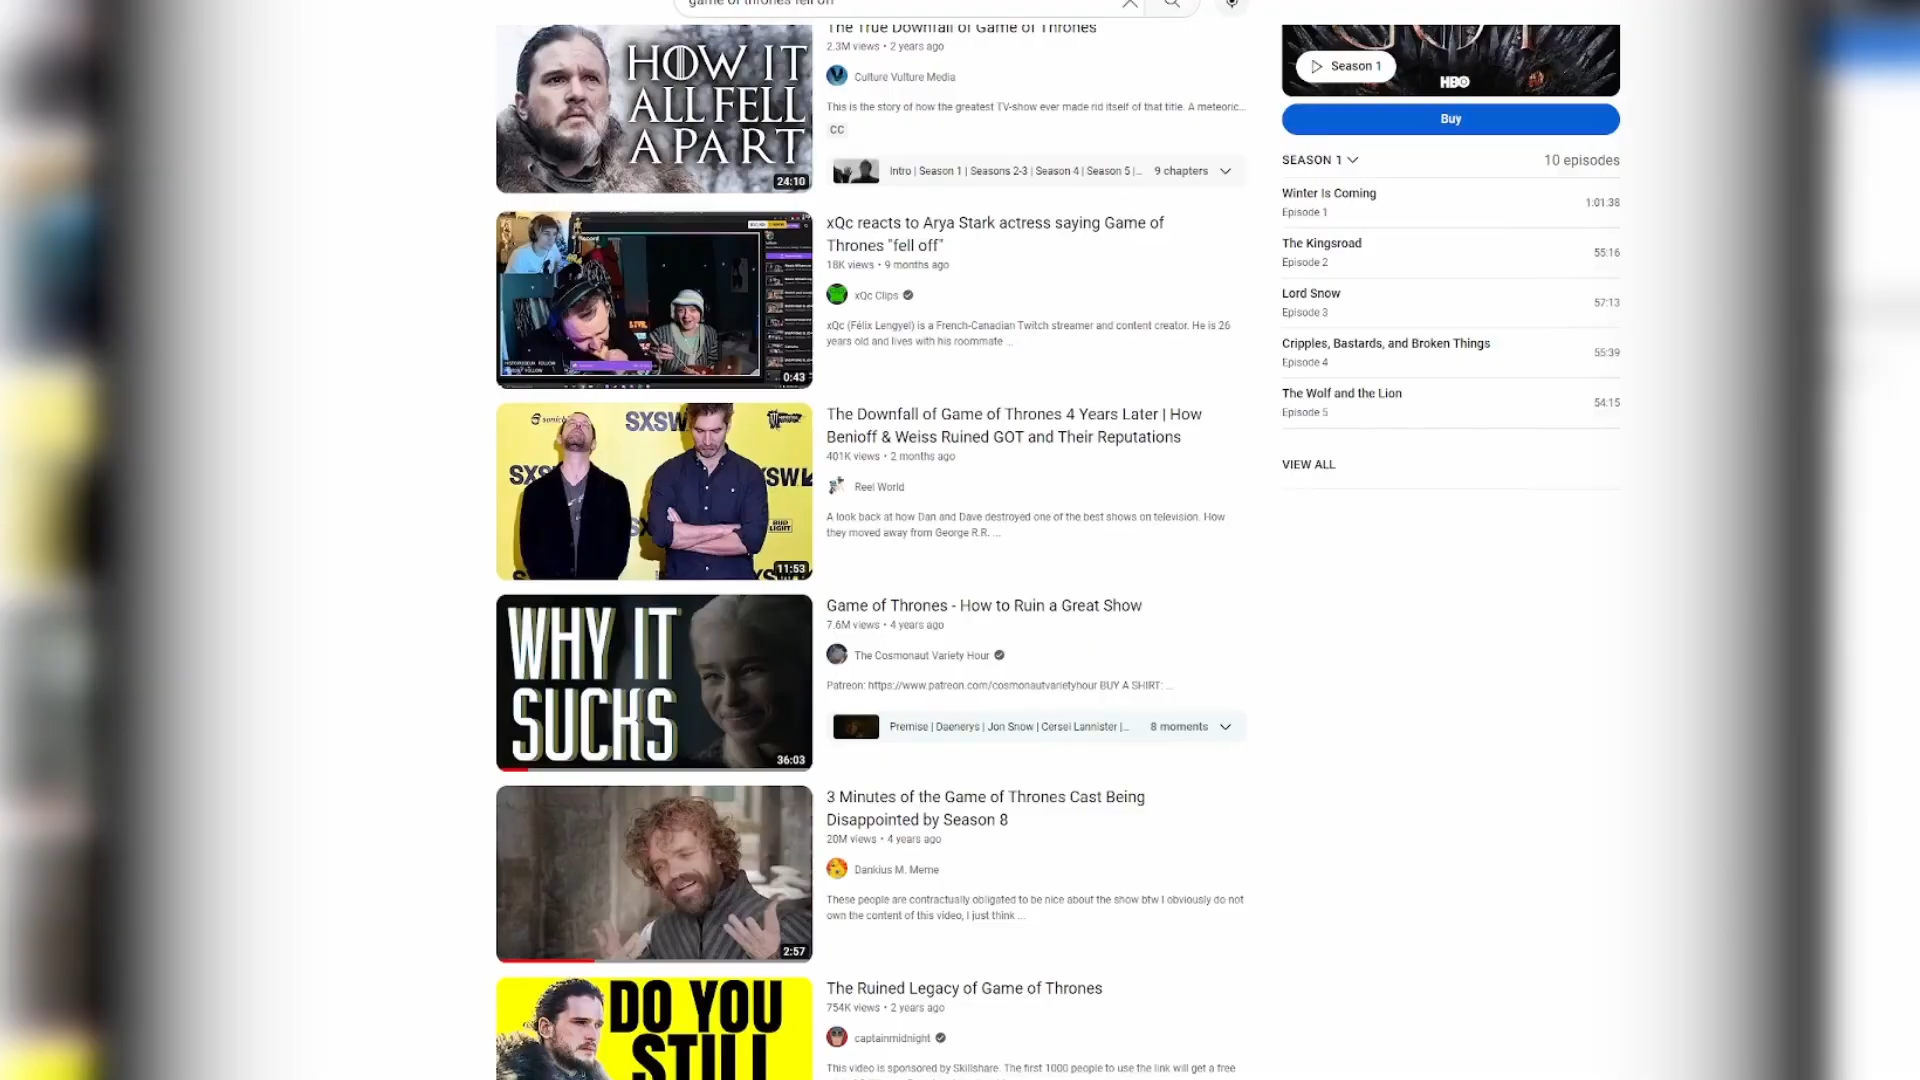 game of thrones fell off
The True Downfall of Game of Thrones
2.3M views • 2 years ago
Culture Vulture Media
This is the story of how the greatest TV-show ever made rid itself of that title. A meteoric...
CC
Intro | Season 1 | Seasons 2-3 | Season 4 | Season 5 |... 9 chapters
HOW IT
ALL FELL
APART
24:10
xQc reacts to Arya Stark actress saying Game of
Thrones "fell off"
18K views • 9 months ago
xQc Clips
xQc (Félix Lengyel) is a French-Canadian Twitch streamer and content creator. He is 26
years old and lives with his roommate ...
0:43
The Downfall of Game of Thrones 4 Years Later | How
Benioff & Weiss Ruined GOT and Their Reputations
401K views • 2 months ago
Reel World
A look back at how Dan and Dave destroyed one of the best shows on television. How
they moved away from George R.R. ...
SXSW
BUD
LIGHT
11:53
Game of Thrones - How to Ruin a Great Show
7.6M views • 4 years ago
The Cosmonaut Variety Hour
Patreon: https://www.patreon.com/cosmonautvarietyhour BUY A SHIRT: ...
Premise | Daenerys | Jon Snow | Cersei Lannister |... 8 moments
WHY IT
SUCKS
36:03
3 Minutes of the Game of Thrones Cast Being
Disappointed by Season 8
20M views • 4 years ago
Dankius M. Meme
These people are contractually obligated to be nice about the show btw I obviously do not
own the content of this video, I just think ...
2:57
The Ruined Legacy of Game of Thrones
754K views • 2 years ago
captainmidnight
This video is sponsored by Skillshare. The first 1000 people to use the link will get a free
DO YOU
STILL
Season 1
HBO
Buy
SEASON 1 10 episodes
Winter Is Coming
Episode 1
1:01:38
The Kingsroad
Episode 2
55:16
Lord Snow
Episode 3
57:13
Cripples, Bastards, and Broken Things
Episode 4
55:39
The Wolf and the Lion
Episode 5
54:15
VIEW ALL